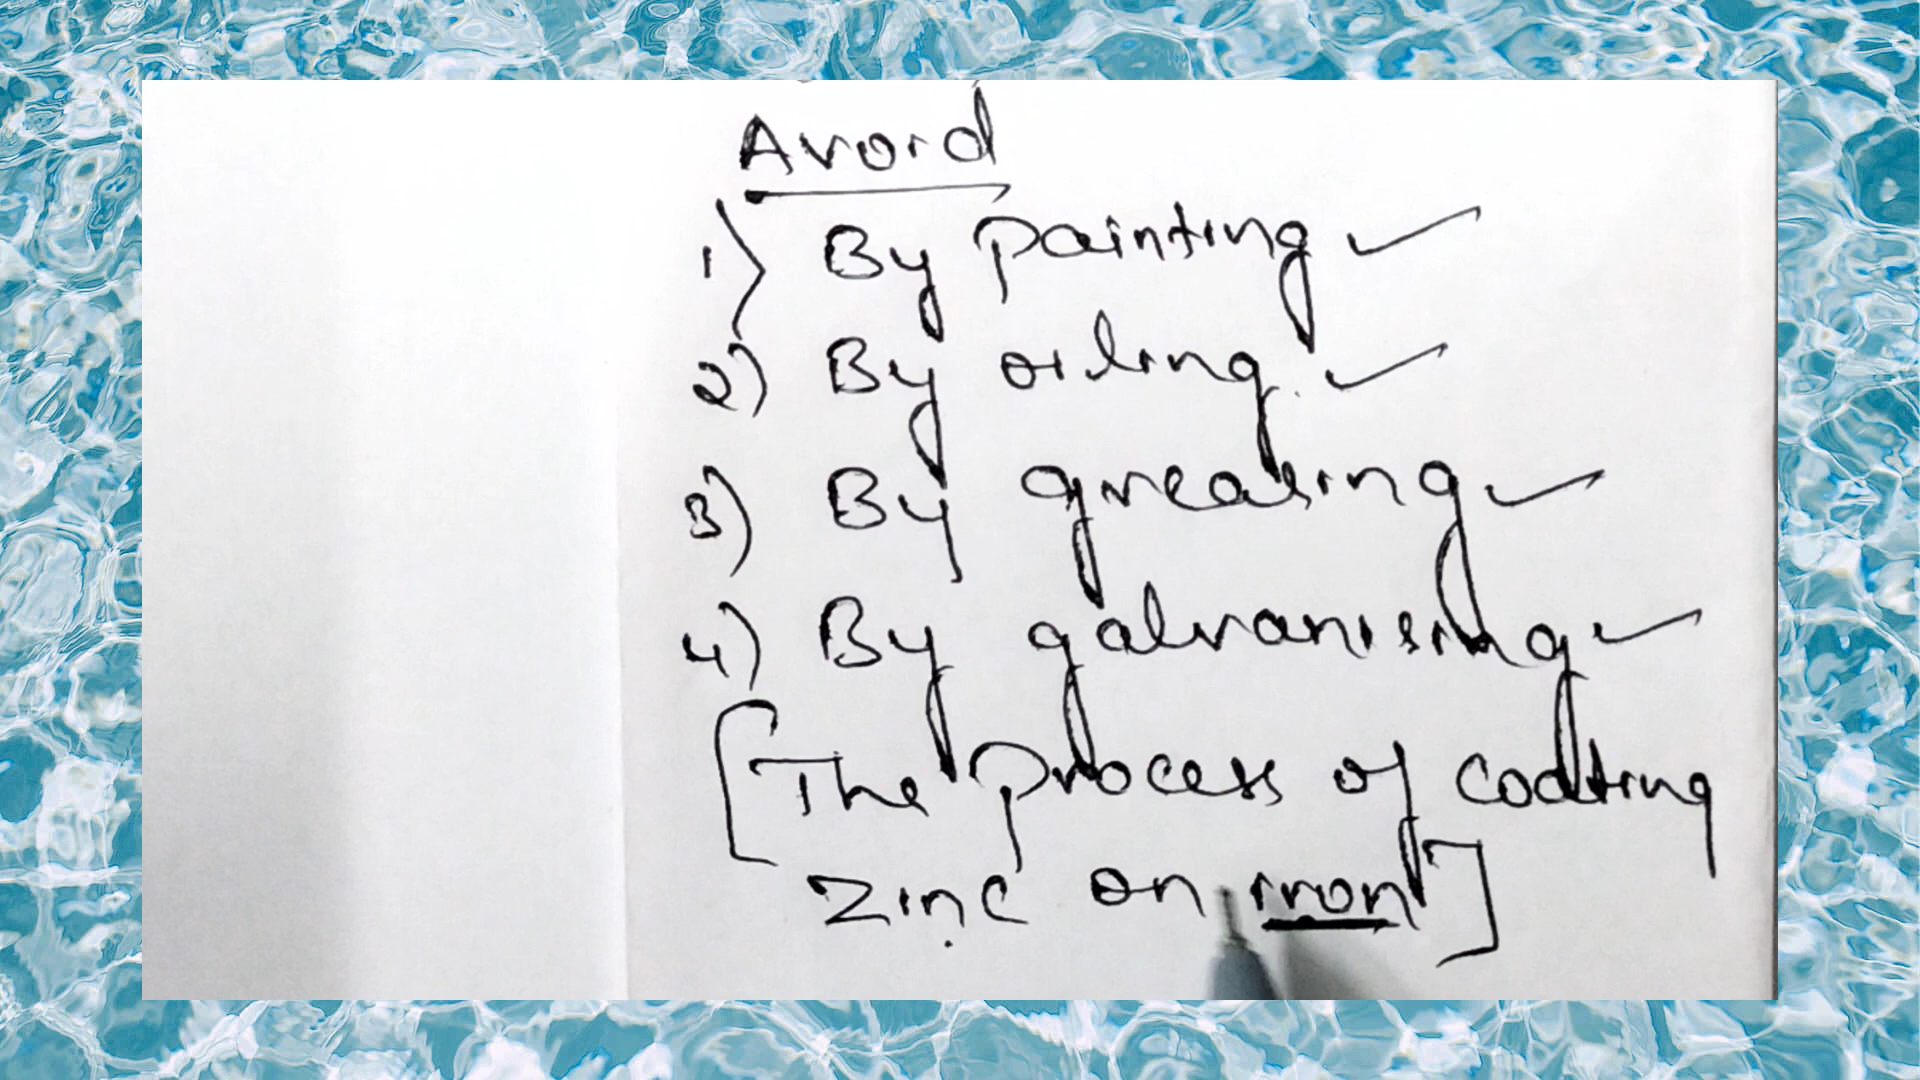 Avoid
1) By painting ✓
2) By oiling ✓
3) By greasing ✓
4) By galvanising ✓
[The process of coating
zinc on iron]